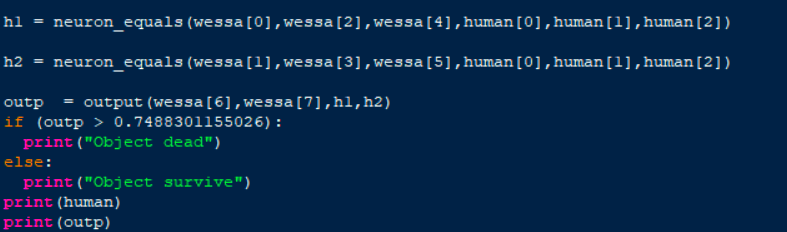 h1 = neuron_equals(wessa[0],wessa[2],wessa[4],human[0],human[1],human[2])
h2 = neuron_equals(wessa[1],wessa[3],wessa[5],human[0],human[1],human[2])
outp  = output(wessa[6],wessa[7],h1,h2)
if (outp > 0.7488301155026):
  print("Object dead")
else:
  print("Object survive")
print(human)
print(outp)